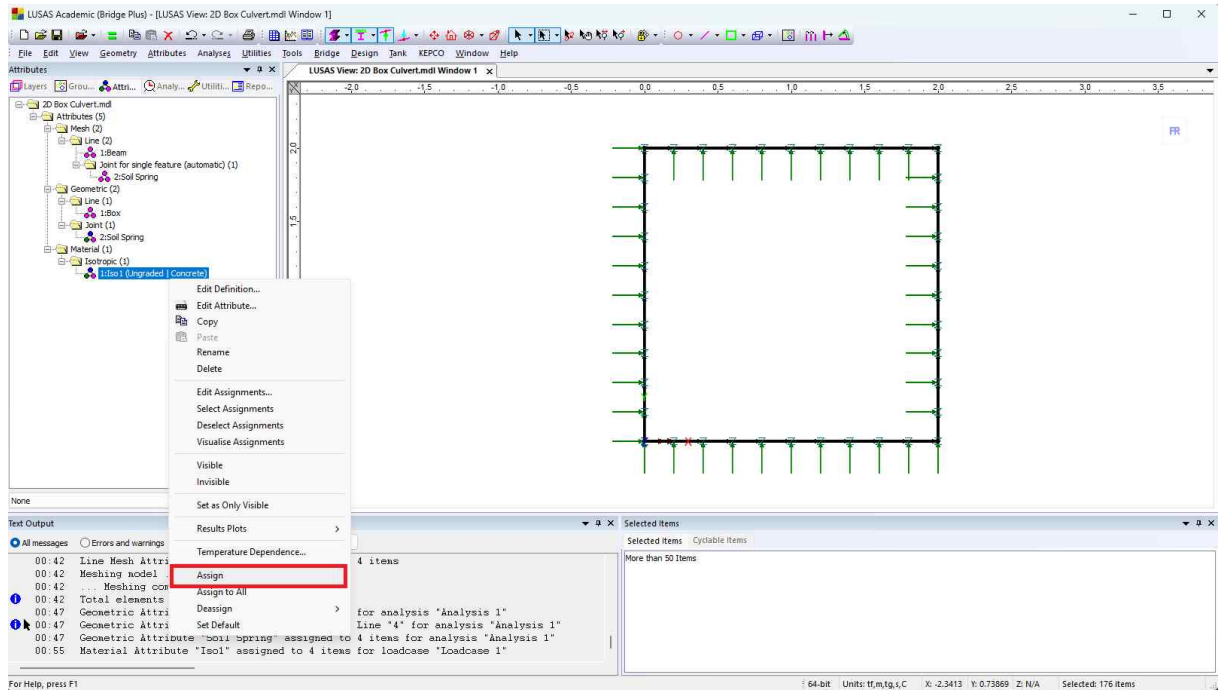 LUSAS Academic (Bridge Plus) - [LUSAS View: 2D Box Culvert.mdl Window 1]
File Edit View Geometry Attributes Analyses Utilities Tools Bridge Design Tank KEPCO Window Help
Attributes
LUSAS View: 2D Box Culvert.mdl Window 1
Layers Grou... Attri... Analy... Utiliti... Repo...
-2,0 -1,5 -1,0 -0,5 0,0 0,5 1,0 1,5 2,0 2,5 3,0 3,5
2D Box Culvert.mdl
Attributes (5)
Mesh (2)
Line (2)
1:Beam
Joint for single feature (automatic) (1)
2:Soil Spring
Geometric (2)
Line (1)
1:Box
Joint (1)
2:Soil Spring
Material (1)
Isotropic (1)
1:Iso1 (Ungraded | Concrete)
2,0
1,5
FR
Edit Definition...
Edit Attribute...
Copy
Paste
Rename
Delete
Edit Assignments...
Select Assignments
Deselect Assignments
Visualise Assignments
Visible
Invisible
Set as Only Visible
Results Plots
Temperature Dependence...
Assign
Assign to All
Deassign
Set Default
None
Text Output
All messages Errors and warnings
00:42 Line Mesh Attri 4 items
00:42 Meshing model
00:42 ... Meshing com
00:42 Total elements
00:47 Geometric Attri for analysis "Analysis 1"
00:47 Geometric Attri Line "4" for analysis "Analysis 1"
00:47 Geometric Attribute "Soil Spring" assigned to 4 items for analysis "Analysis 1"
00:55 Material Attribute "Iso1" assigned to 4 items for loadcase "Loadcase 1"
Selected Items
Selected Items Cyclable Items
More than 50 Items
For Help, press F1
64-bit Units: tf,m,tg,s,C X: -2.3413 Y: 0.73869 Z: N/A Selected: 176 items